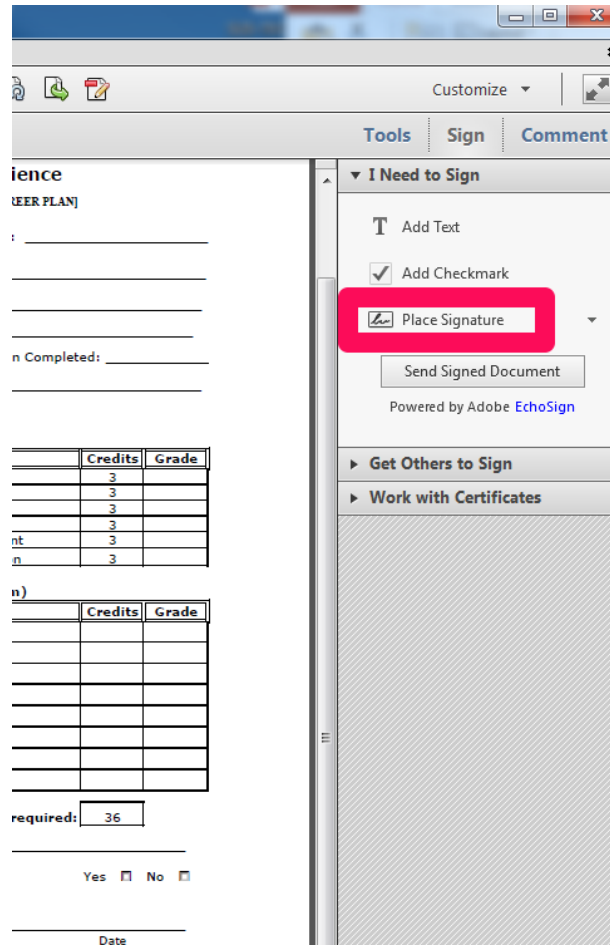 Customize
Tools Sign Comment
ience
I Need to Sign
REER PLAN]
:
T Add Text
Add Checkmark
Place Signature
n Completed:
Send Signed Document
Powered by Adobe EchoSign
Credits Grade
Get Others to Sign
3
3
Work with Certificates
3
3
nt 3
n 3
n)
Credits Grade
required: 36
Yes No
Date